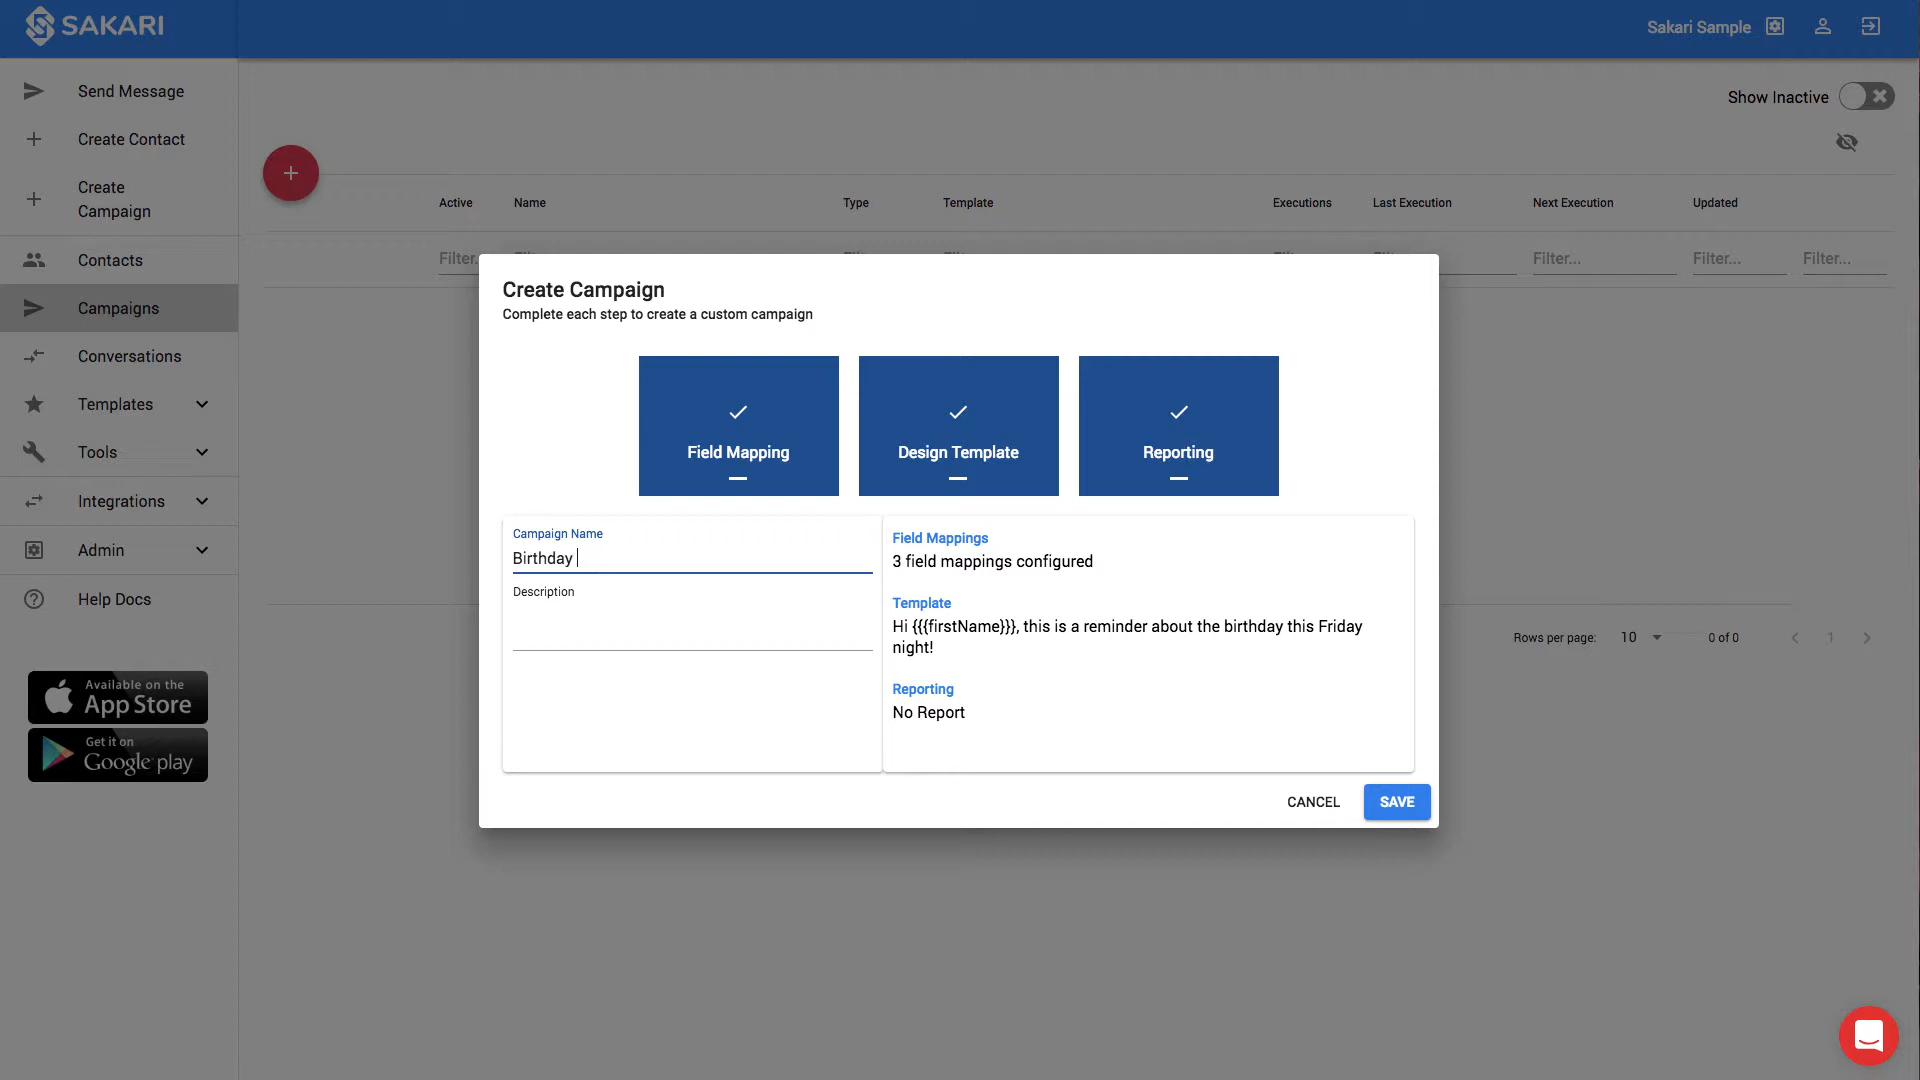 SAKARI
Sakari Sample
Send Message
Create Contact
Create
Campaign
Contacts
Campaigns
Conversations
Templates
Tools
Integrations
Admin
Help Docs
Available on the
App Store
Get it on
Google play
Show Inactive
Active Name Type Template Executions Last Execution Next Execution Updated
Filter... Filter... Filter... Filter...
Create Campaign
Complete each step to create a custom campaign
Field Mapping
Design Template
Reporting
Campaign Name
Birthday
Description
Field Mappings
3 field mappings configured
Template
Hi {{{firstName}}}, this is a reminder about the birthday this Friday
night!
Reporting
No Report
CANCEL
SAVE
Rows per page: 10 0 of 0 1